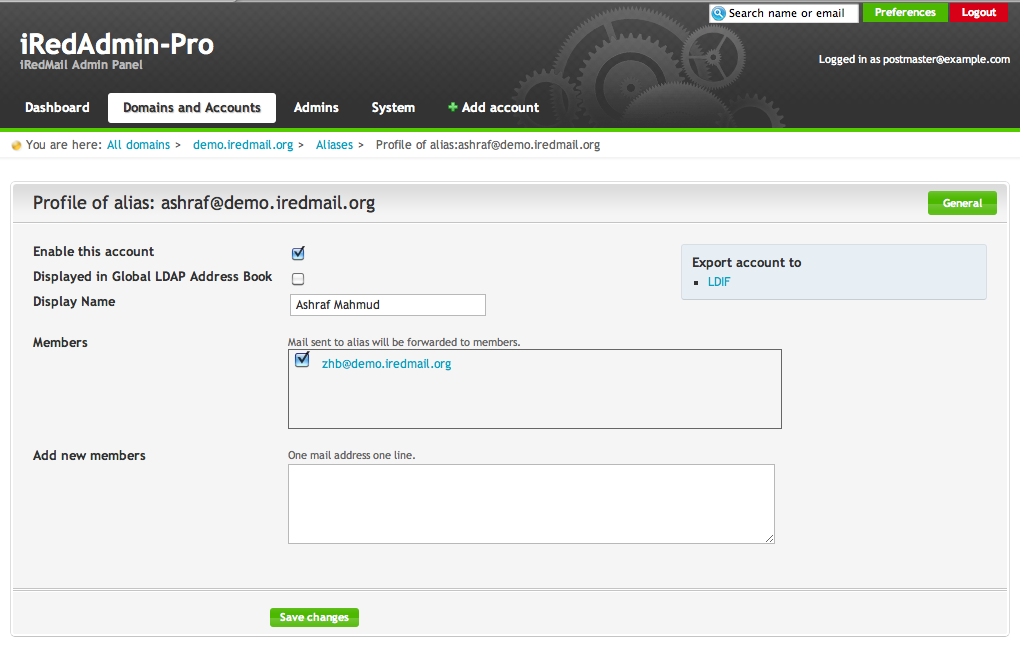 Search name or email Preferences Logout
iRedAdmin-Pro
iRedMail Admin Panel
Logged in as postmaster@example.com
Dashboard Domains and Accounts Admins System + Add account
You are here: All domains > demo.iredmail.org > Aliases > Profile of alias:ashraf@demo.iredmail.org
Profile of alias: ashraf@demo.iredmail.org General
Enable this account
Displayed in Global LDAP Address Book
Display Name Ashraf Mahmud
Export account to
LDIF
Members Mail sent to alias will be forwarded to members.
zhb@demo.iredmail.org
Add new members One mail address one line.
Save changes